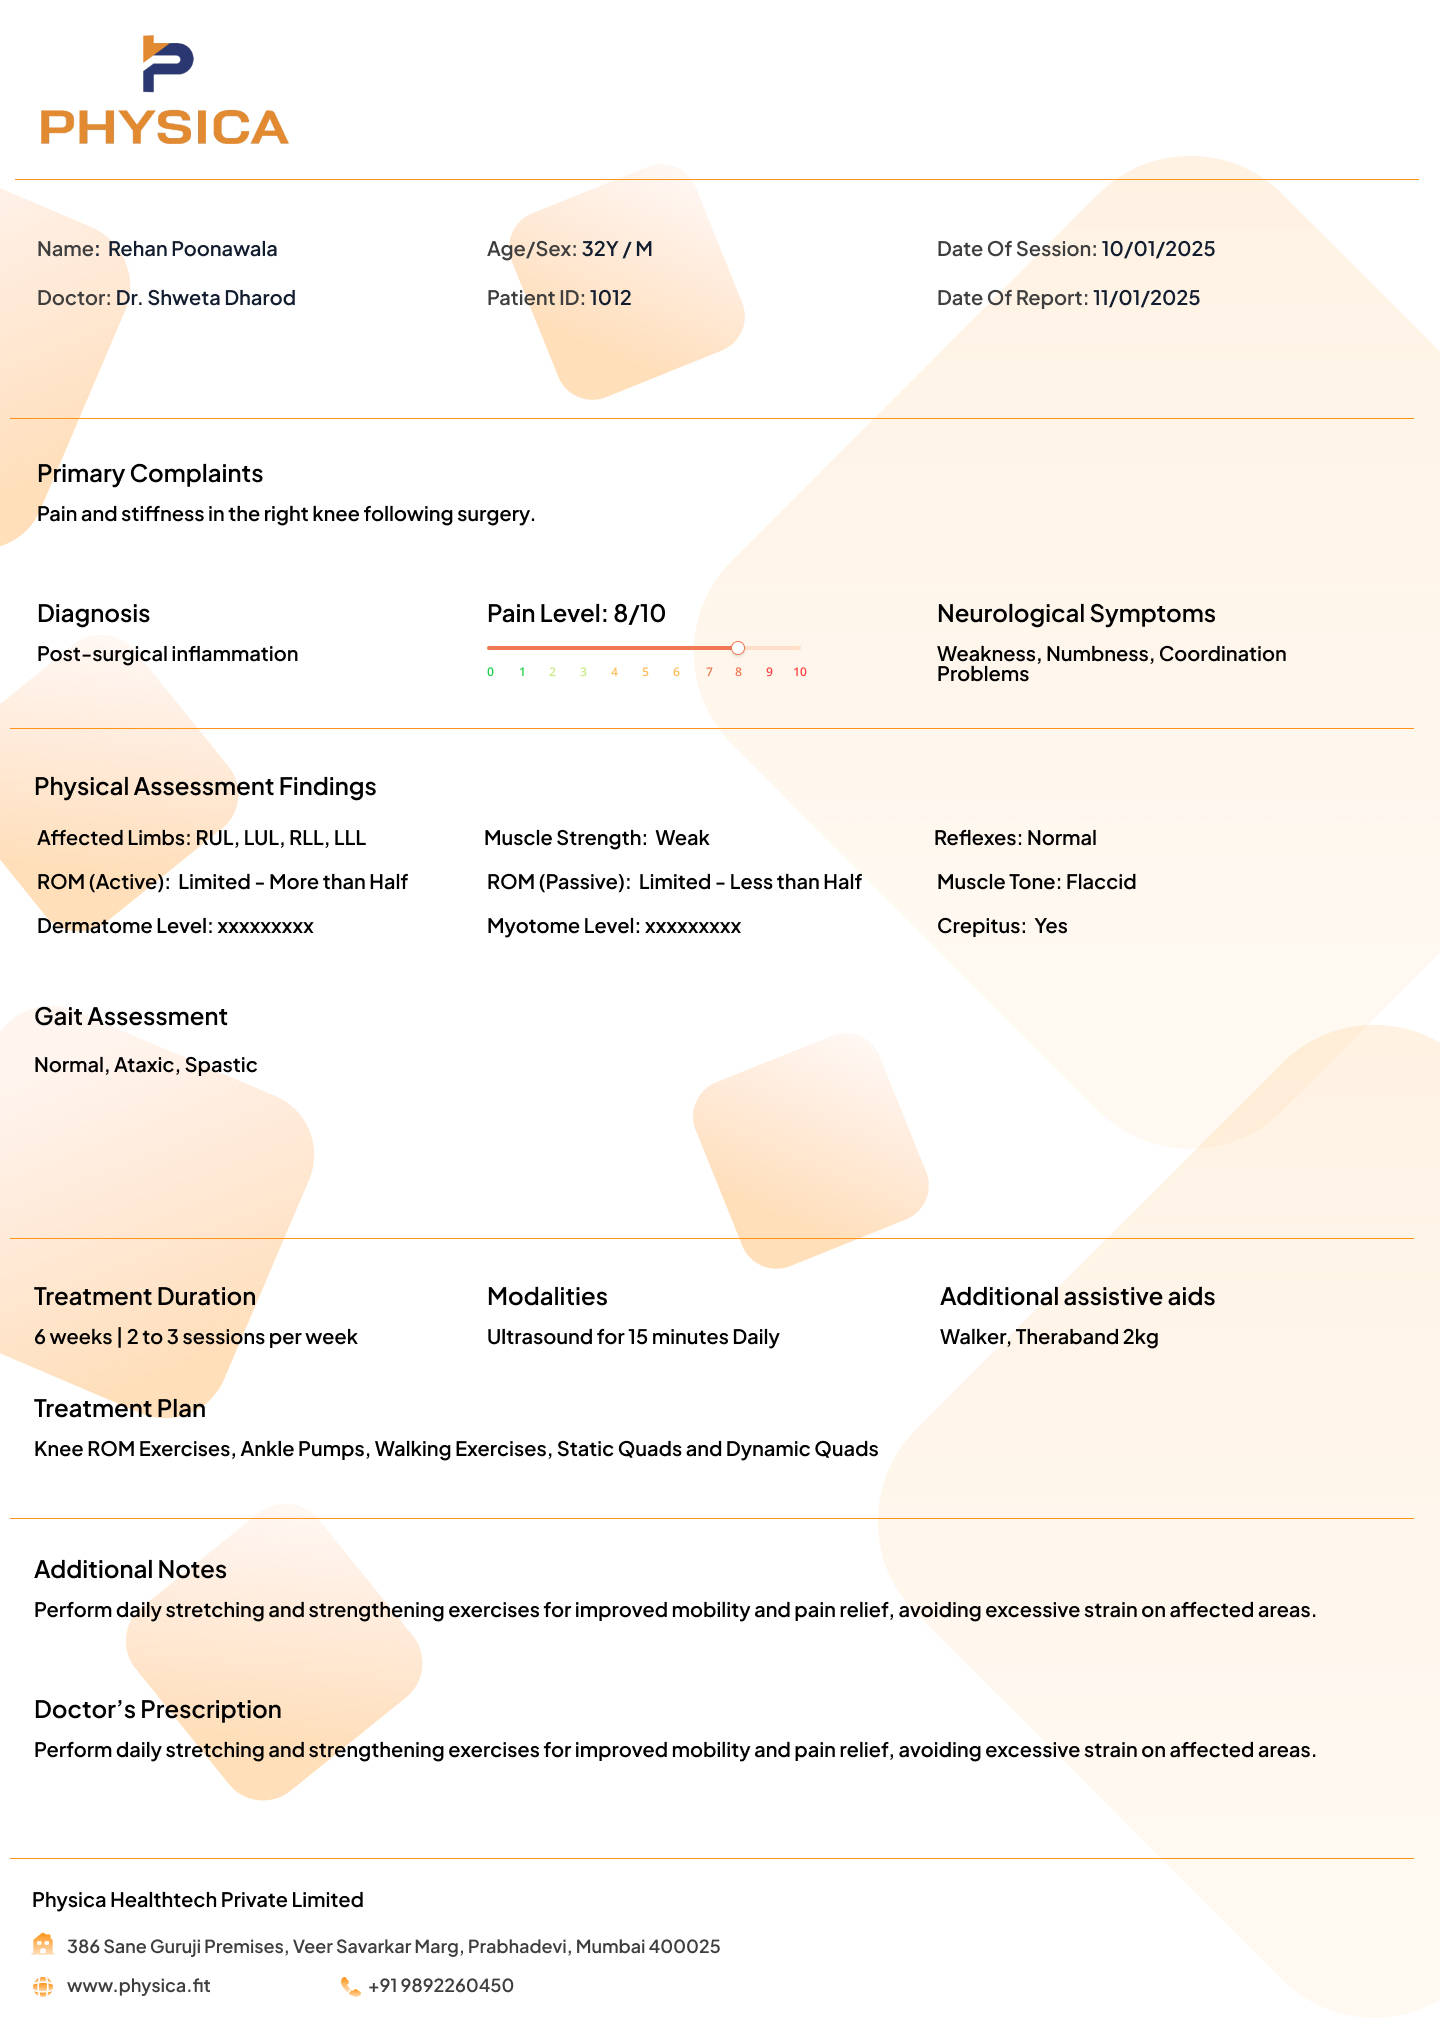 PHYSICA
Name: Rehan Poonawala
Age/Sex: 32Y / M
Date Of Session: 10/01/2025
Doctor: Dr. Shweta Dharod
Patient ID: 1012
Date Of Report: 11/01/2025
Primary Complaints
Pain and stiffness in the right knee following surgery.
Diagnosis
Post-surgical inflammation
Pain Level: 8/10
0 1 2 3 4 5 6 7 8 9 10
Neurological Symptoms
Weakness, Numbness, Coordination
Problems
Physical Assessment Findings
Affected Limbs: RUL, LUL, RLL, LLL
Muscle Strength: Weak
Reflexes: Normal
ROM (Active): Limited - More than Half
ROM (Passive): Limited - Less than Half
Muscle Tone: Flaccid
Dermatome Level: xxxxxxxxx
Myotome Level: xxxxxxxxx
Crepitus: Yes
Gait Assessment
Normal, Ataxic, Spastic
Treatment Duration
6 weeks | 2 to 3 sessions per week
Modalities
Ultrasound for 15 minutes Daily
Additional assistive aids
Walker, Theraband 2kg
Treatment Plan
Knee ROM Exercises, Ankle Pumps, Walking Exercises, Static Quads and Dynamic Quads
Additional Notes
Perform daily stretching and strengthening exercises for improved mobility and pain relief, avoiding excessive strain on affected areas.
Doctor’s Prescription
Perform daily stretching and strengthening exercises for improved mobility and pain relief, avoiding excessive strain on affected areas.
Physica Healthtech Private Limited
386 Sane Guruji Premises, Veer Savarkar Marg, Prabhadevi, Mumbai 400025
www.physica.fit
+91 9892260450